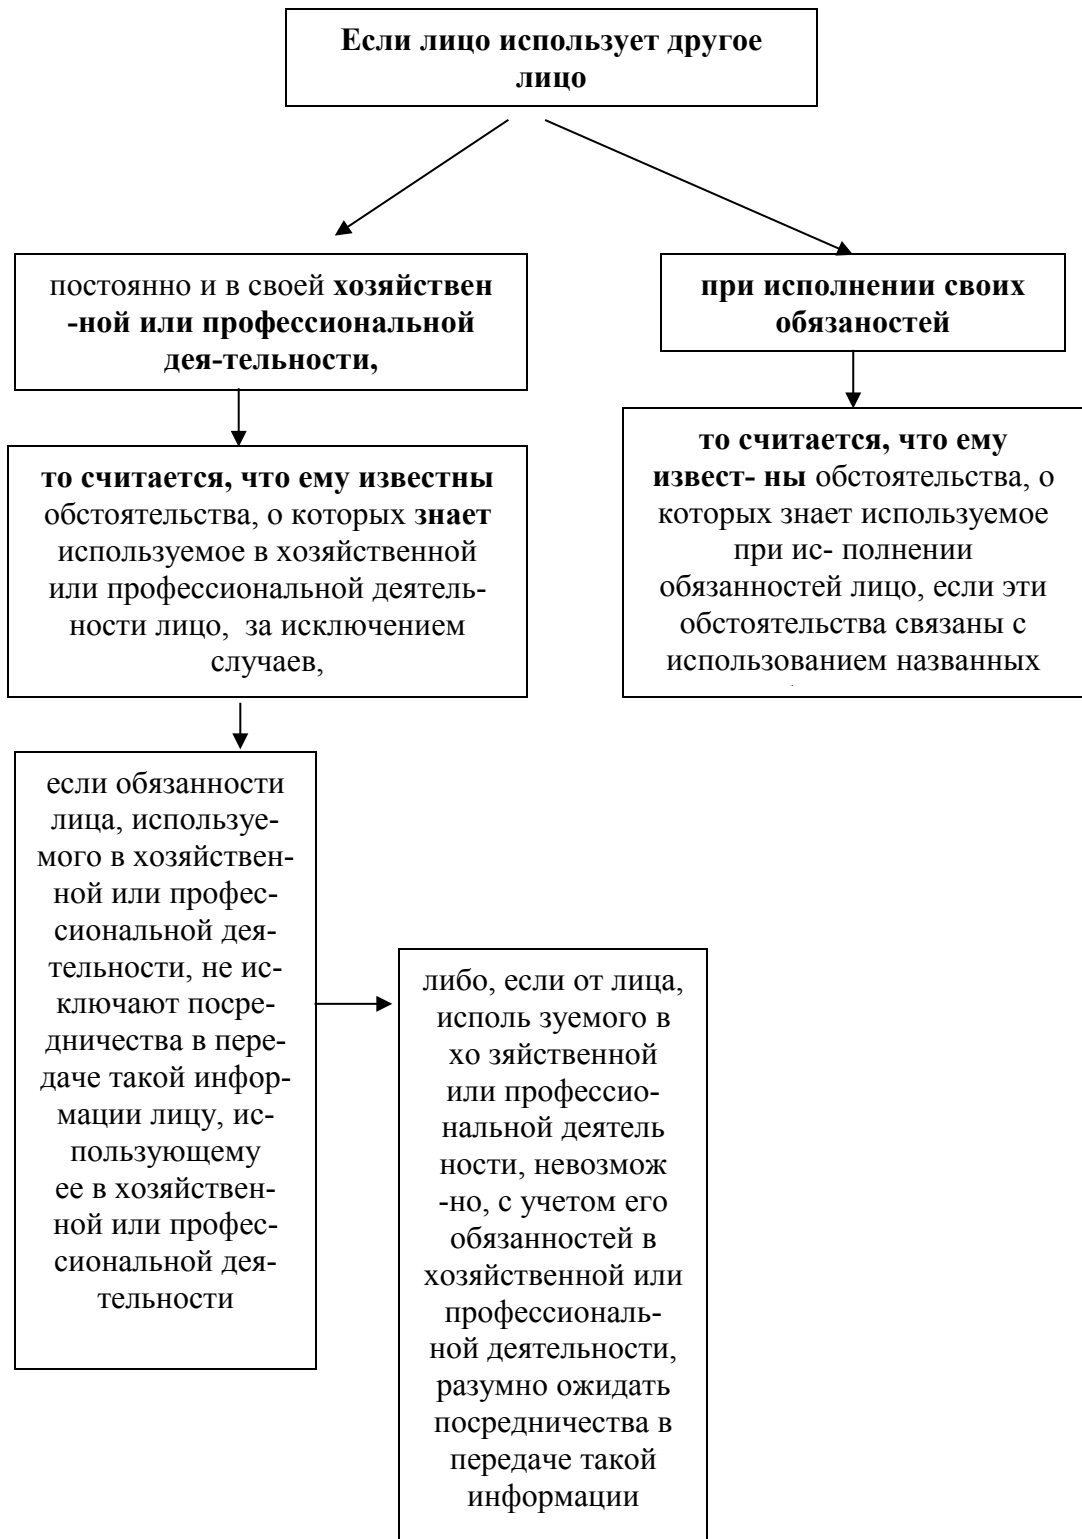 Если лицо использует другое
лицо
постоянно и в своей хозяйствен
-ной или профессиональной
дея-тельности,
при исполнении своих
обязаностей
то считается, что ему известны
обстоятельства, о которых знает
используемое в хозяйственной
или профессиональной деятель-
ности лицо, за исключением
случаев,
то считается, что ему
извест- ны обстоятельства, о
которых знает используемое
при ис- полнении
обязанностей лицо, если эти
обстоятельства связаны с
использованием названных
если обязанности
лица, используе-
мого в хозяйствен-
ной или профес-
сиональной дея-
тельности, не ис-
ключают посре-
дничества в пере-
даче такой инфор-
мации лицу, ис-
пользующему
ее в хозяйствен-
ной или профес-
сиональной дея-
тельности
либо, если от лица,
исполь зуемого в
хо зяйственной
или профессио-
нальной деятель
ности, невозмож
-но, с учетом его
обязанностей в
хозяйственной или
профессиональ-
ной деятельности,
разумно ожидать
посредничества в
передаче такой
информации